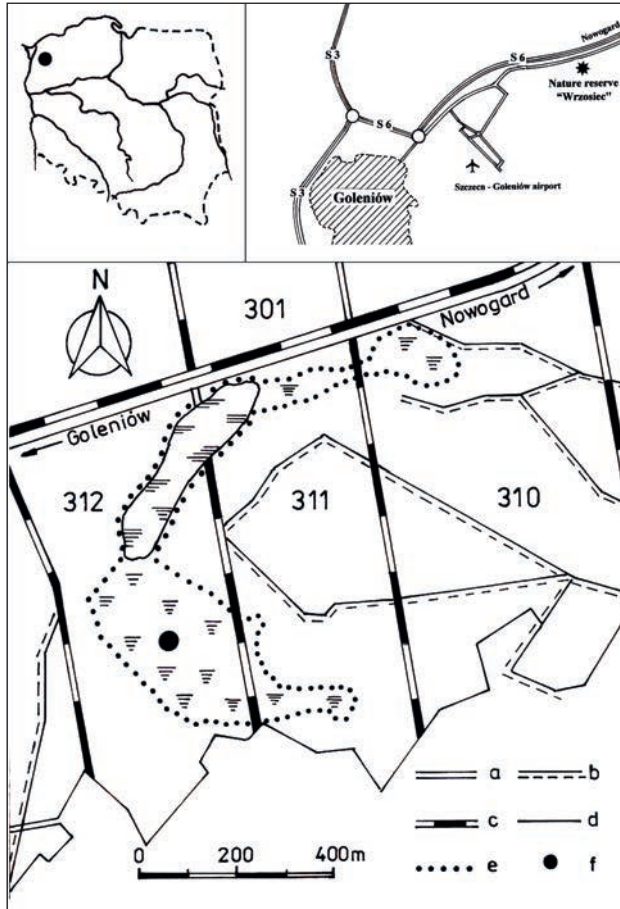 S 3
Nowogard
S 6
Nature reserve
"Wrzosiec"
S 6
S 3
Goleniów
Szczecn - Goleniów airport
N
301
Nowogard
Goleniów
312
311
310
a
b
c
d
0
200
400m
e
f